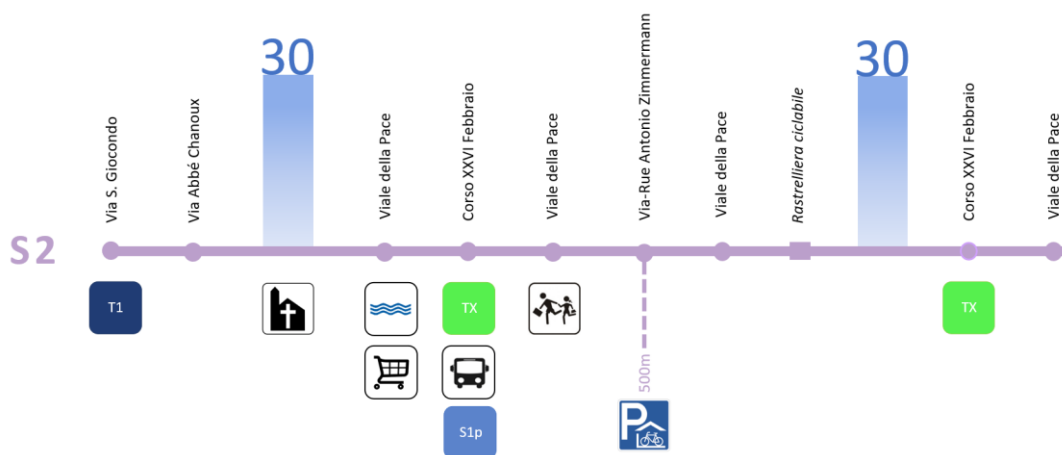 30
30
Via S. Giocondo
Via Abbé Chanoux
Viale della Pace
Corso XXVI Febbraio
Viale della Pace
Via-Rue Antonio Zimmermann
Viale della Pace
Rastrelliera ciclabile
Corso XXVI Febbraio
Viale della Pace
S2
T1
TX
TX
S1p
500m
P